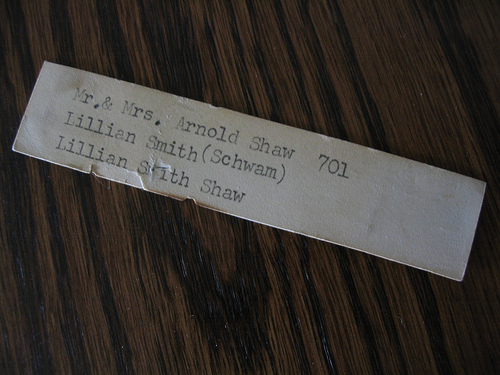 Mr.& Mrs. Arnold Shaw 701
Lillian Smith(Schwam)
Lillian Smith Shaw